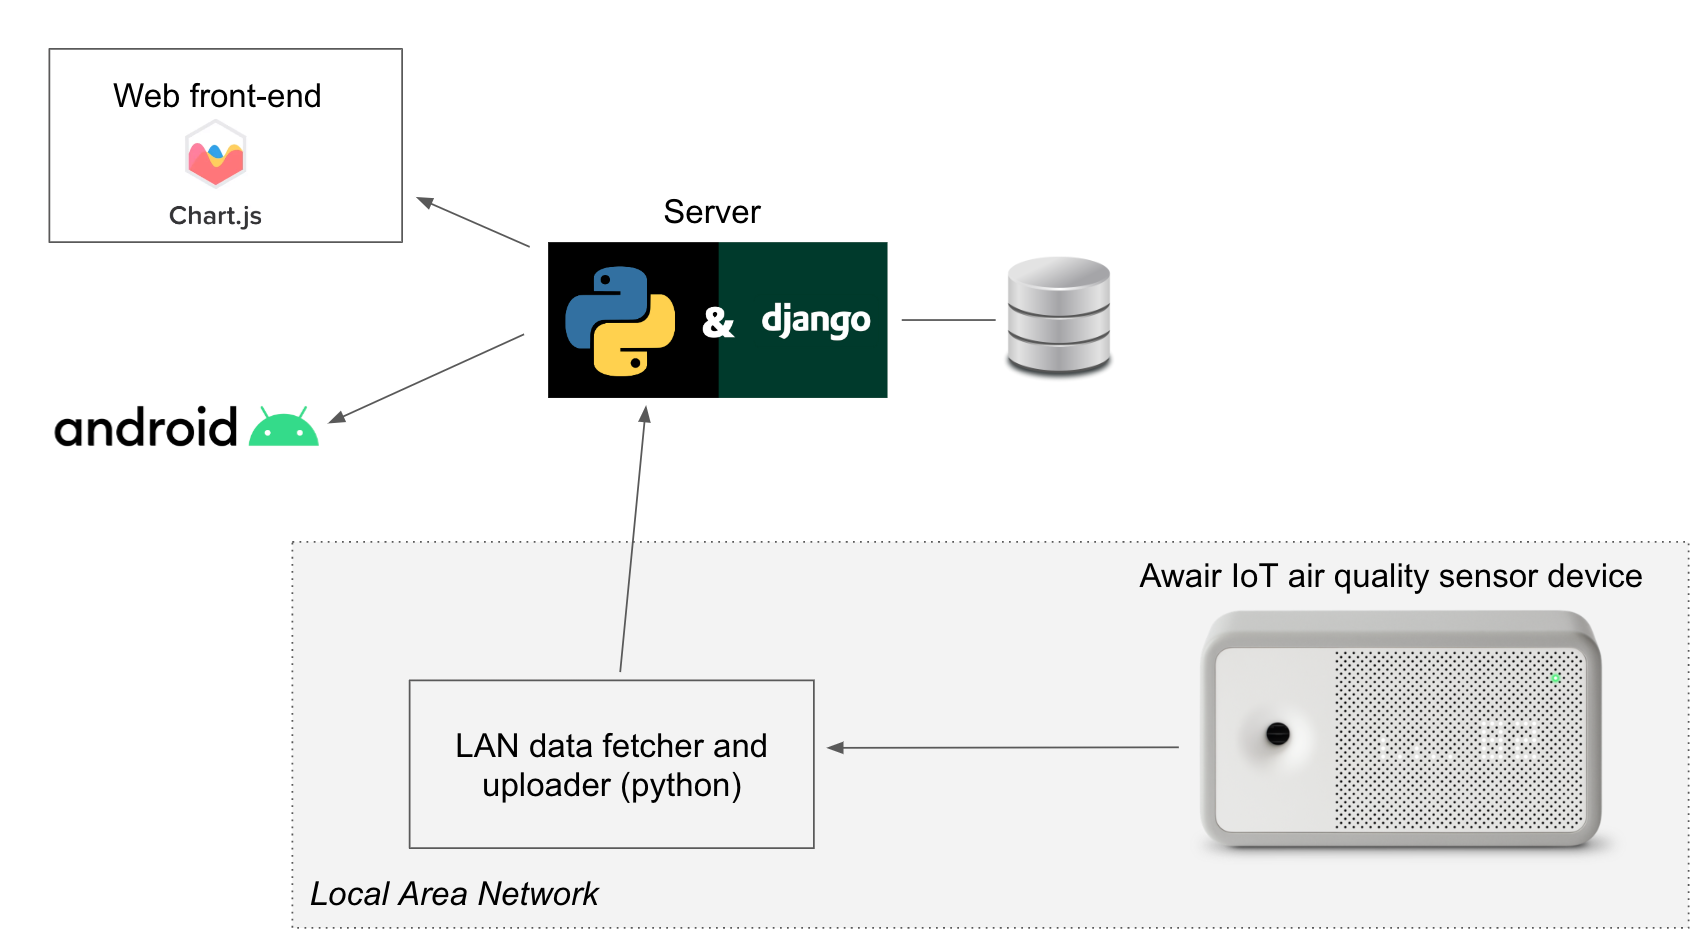 Web front-end
Chart.js
Server
& django
android
Awair IoT air quality sensor device
LAN data fetcher and
uploader (python)
Local Area Network